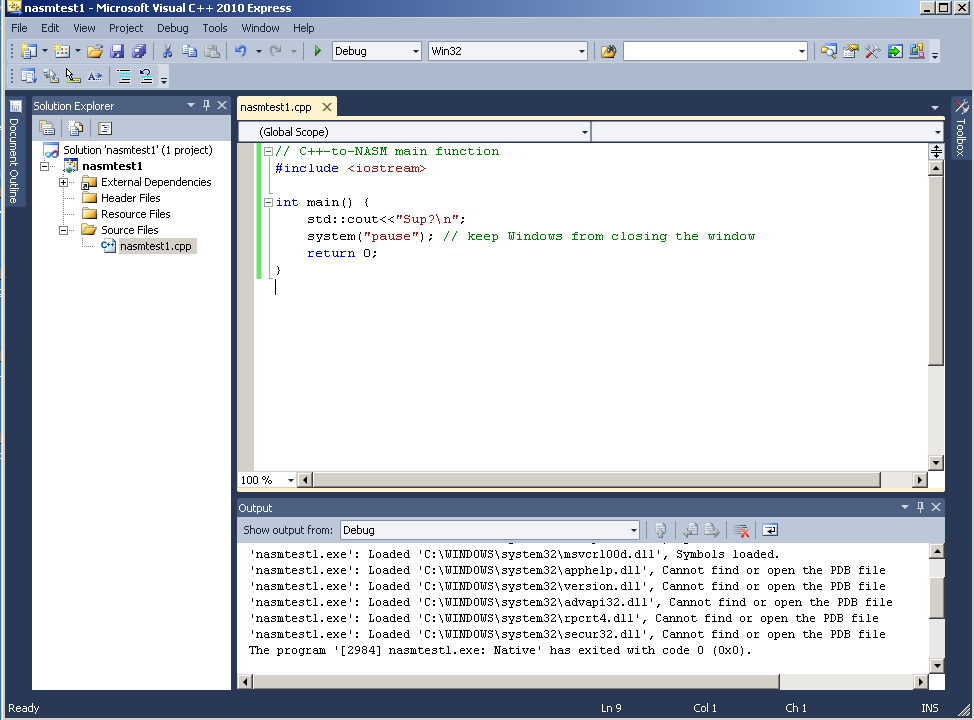 nasmtest1 - Microsoft Visual C++ 2010 Express
File Edit View Project Debug Tools Window Help
Debug Win32
Document Outline
Solution Explorer
Solution 'nasmtest1' (1 project)
nasmtest1
External Dependencies
Header Files
Resource Files
Source Files
nasmtest1.cpp
nasmtest1.cpp
(Global Scope)
// C++-to-NASM main function
#include <iostream>
int main() {
std::cout<<"Sup?\n";
system("pause"); // keep Windows from closing the window
return 0;
}
100 %
Toolbox
Output
Show output from: Debug
'nasmtest1.exe': Loaded 'C:\WINDOWS\system32\msvcr100d.dll', Symbols loaded.
'nasmtest1.exe': Loaded 'C:\WINDOWS\system32\apphelp.dll', Cannot find or open the PDB file
'nasmtest1.exe': Loaded 'C:\WINDOWS\system32\version.dll', Cannot find or open the PDB file
'nasmtest1.exe': Loaded 'C:\WINDOWS\system32\advapi32.dll', Cannot find or open the PDB file
'nasmtest1.exe': Loaded 'C:\WINDOWS\system32\rpcrt4.dll', Cannot find or open the PDB file
'nasmtest1.exe': Loaded 'C:\WINDOWS\system32\secur32.dll', Cannot find or open the PDB file
The program '[2984] nasmtest1.exe: Native' has exited with code 0 (0x0).
Ready Ln 9 Col 1 Ch 1 INS